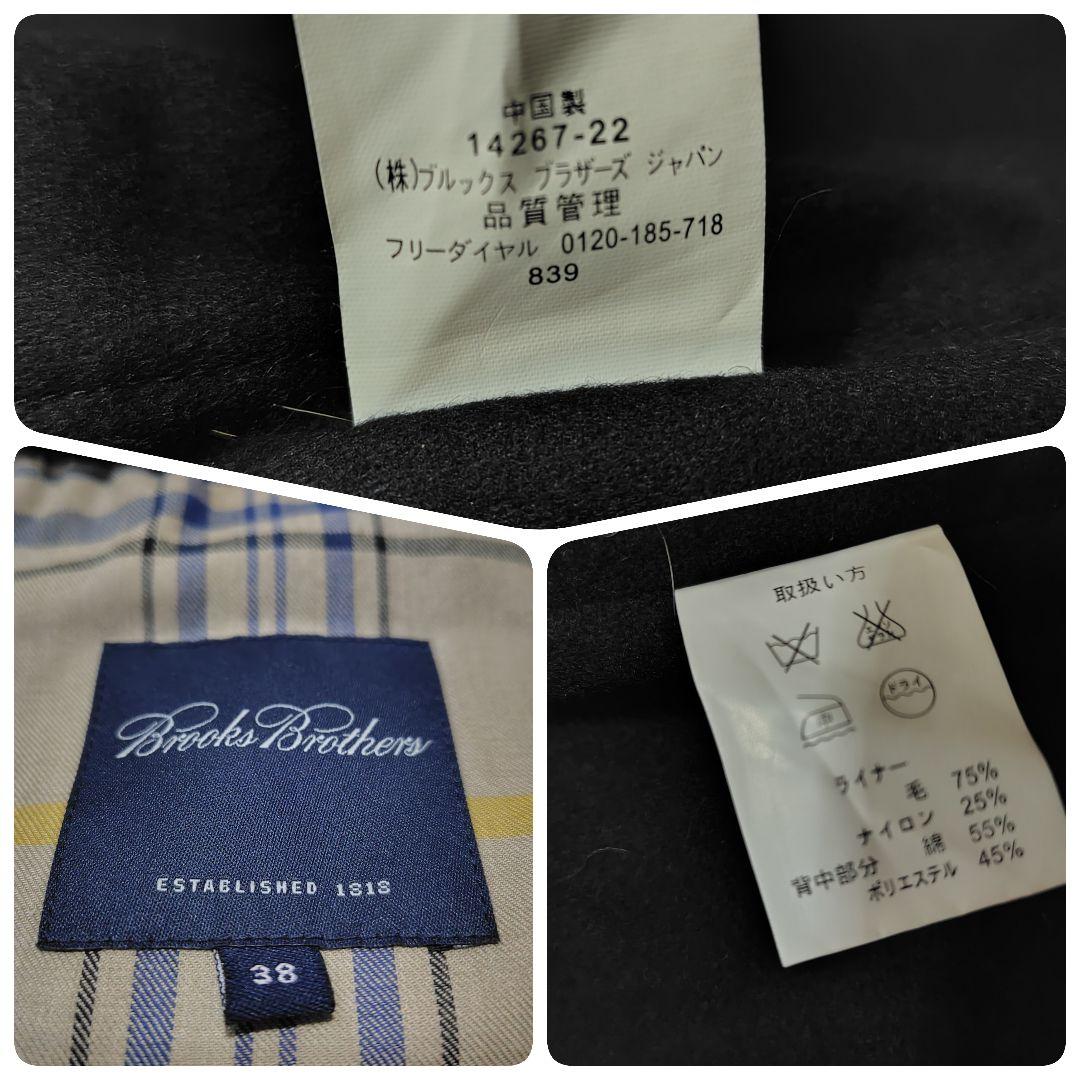 中国製
14267-22
(株)ブルックス ブラザーズ ジャパン
品質管理
フリーダイヤル 0120-185-718
839
Brooks Brothers
ESTABLISHED 1818
38
取扱い方
ドライ
ライナー
毛 75%
ナイロン 25%
背中部分 綿 55%
ポリエステル 45%